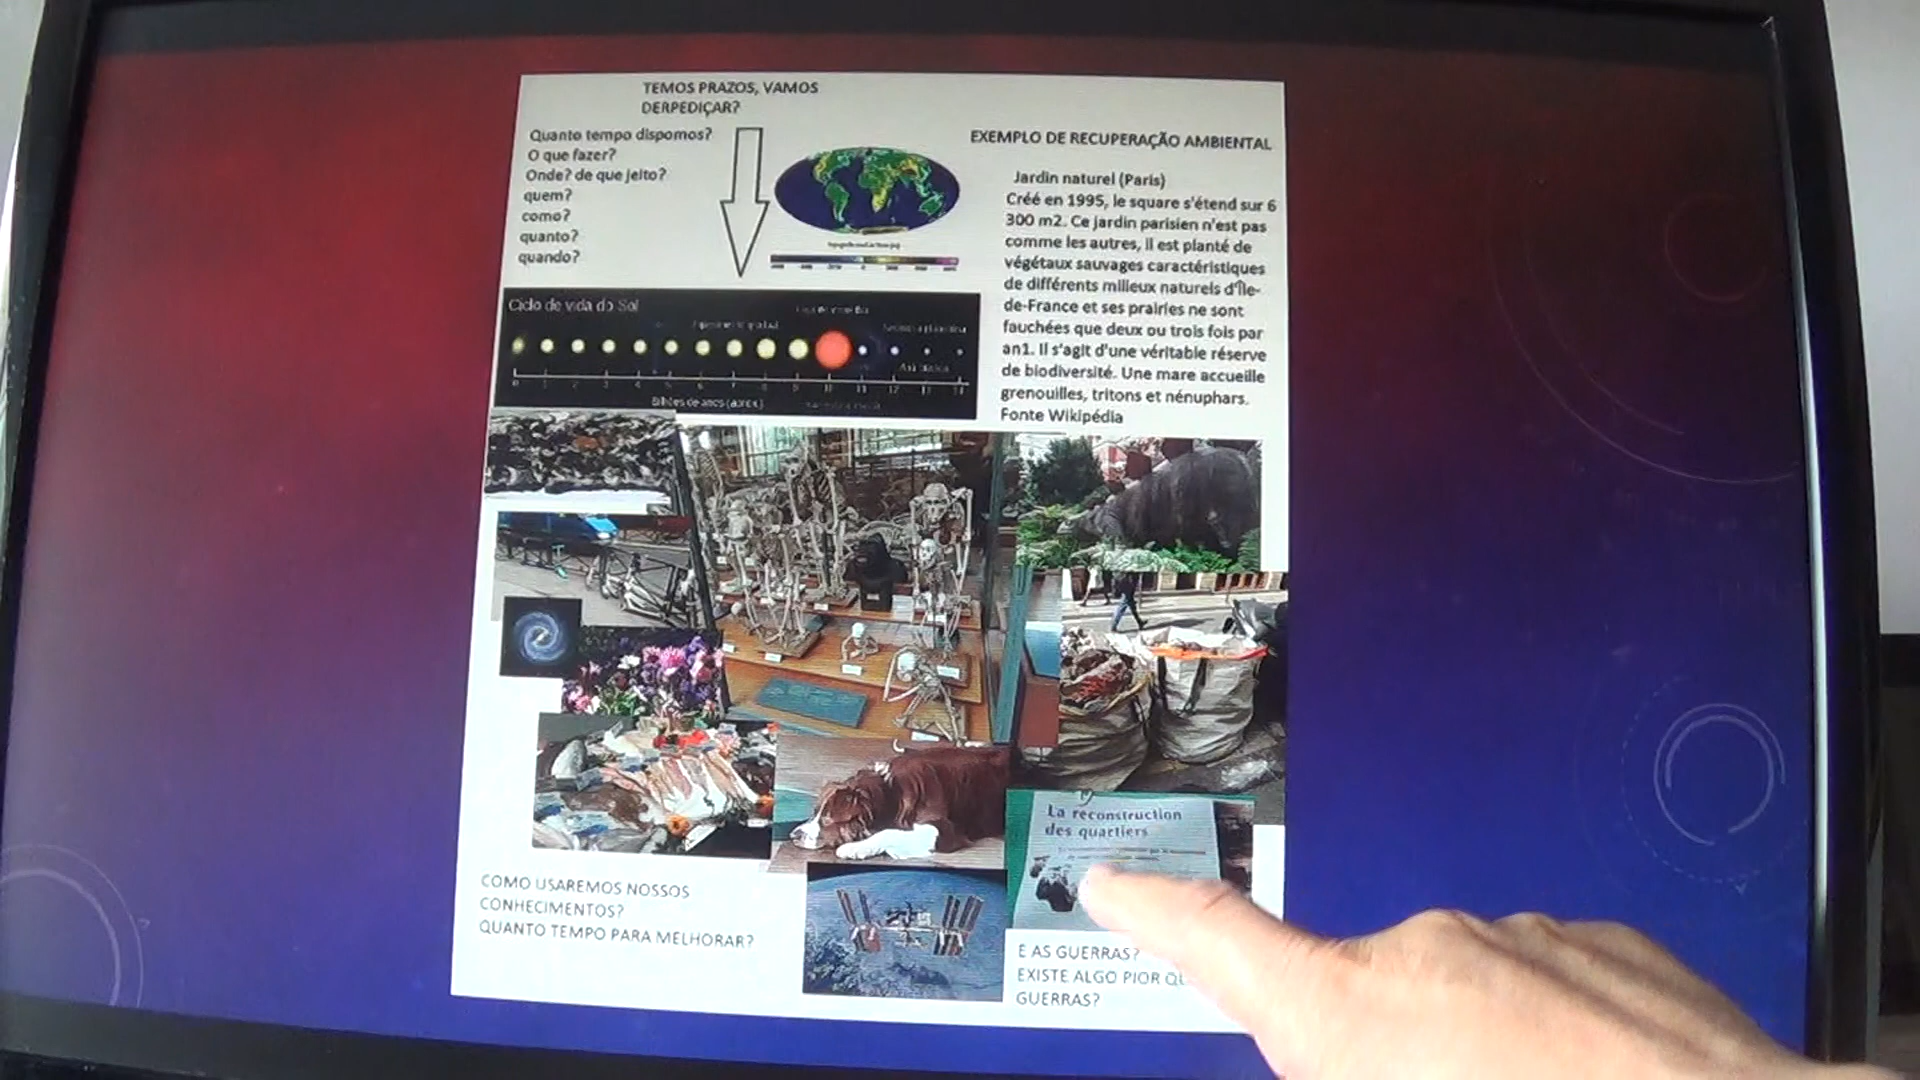 TEMOS PRAZOS, VAMOS
DERPEDIÇAR?
Quanto tempo dispomos?
O que fazer?
Onde? de que jeito?
quem?
como?
quanto?
quando?
EXEMPLO DE RECUPERAÇÃO AMBIENTAL
Jardin naturel (Paris)
Créé en 1995, le square s'étend sur 6
300 m2. Ce jardin parisien n'est pas
comme les autres, il est planté de
végétaux sauvages caractéristiques
de différents milieux naturels d'Île-
de-France et ses prairies ne sont
fauchées que deux ou trois fois par
an1. Il s'agit d'une véritable réserve
de biodiversité. Une mare accueille
grenouilles, tritons et nénuphars.
Fonte Wikipédia
Ciclo de vida do Sol
Bilhões de anos (aprox.)
La reconstruction
des quartiers
COMO USAREMOS NOSSOS
CONHECIMENTOS?
QUANTO TEMPO PARA MELHORAR?
E AS GUERRAS?
EXISTE ALGO PIOR
GUERRAS?